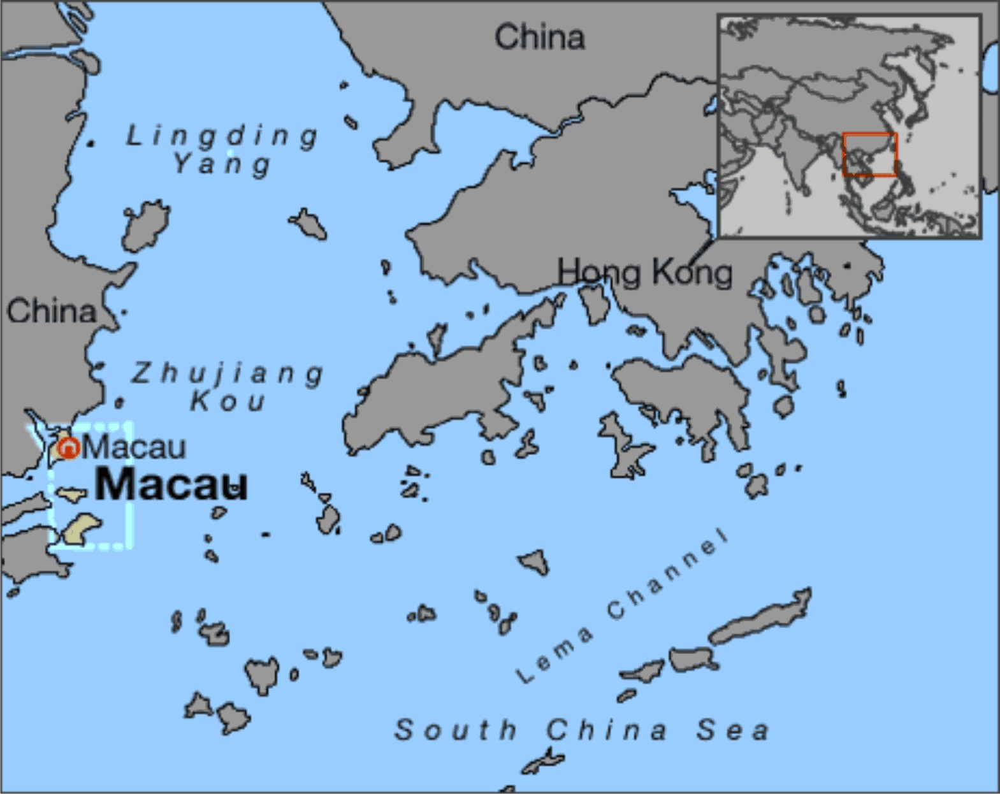 China
Lingding
Yang
Hong Kong
China
Zhujiang
Kou
Macau
Macau
Lema Channel
South China Sea